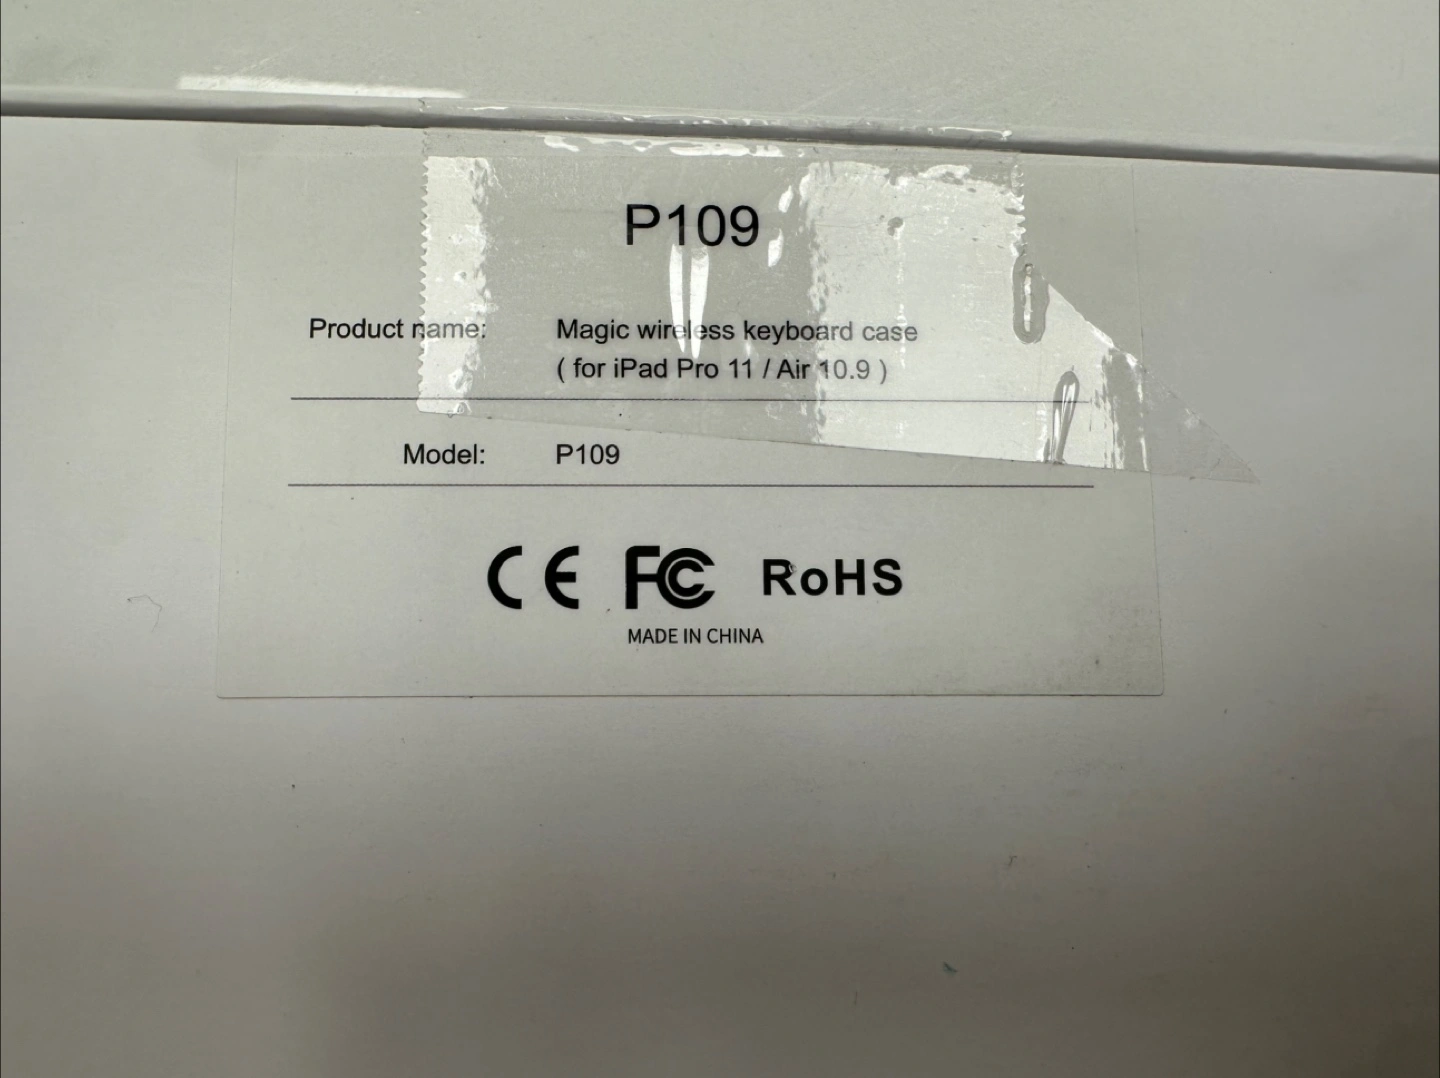 P109
Product name: Magic wireless keyboard case
( for iPad Pro 11 / Air 10.9 )
Model: P109
CE FC RoHS
MADE IN CHINA